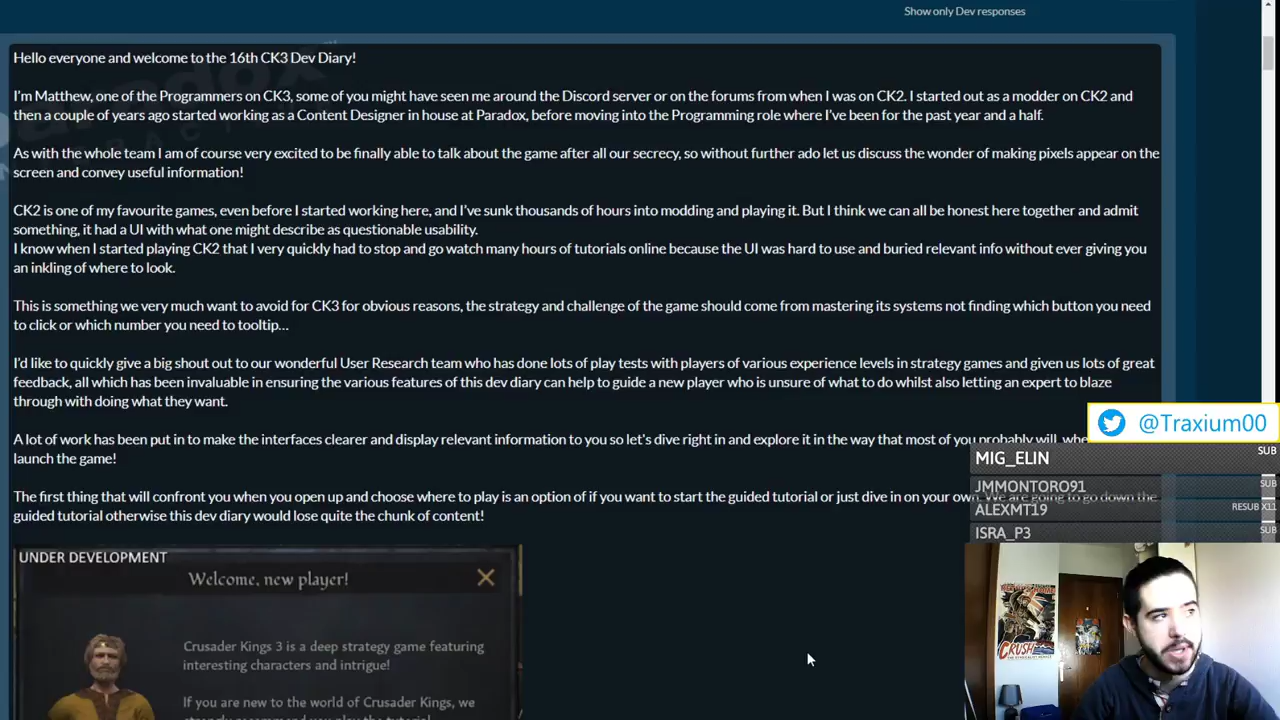 Show only Dev responses
Hello everyone and welcome to the 16th CK3 Dev Diary!
I'm Matthew, one of the Programmers on CK3, some of you might have seen me around the Discord server or on the forums from when I was on CK2. I started out as a modder on CK2 and
then a couple of years ago started working as a Content Designer in house at Paradox, before moving into the Programming role where I've been for the past year and a half.
As with the whole team I am of course very excited to be finally able to talk about the game after all our secrecy, so without further ado let us discuss the wonder of making pixels appear on the
screen and convey useful information!
CK2 is one of my favourite games, even before I started working here, and I've sunk thousands of hours into modding and playing it. But I think we can all be honest here together and admit
something, it had a UI with what one might describe as questionable usability.
I know when I started playing CK2 that I very quickly had to stop and go watch many hours of tutorials online because the UI was hard to use and buried relevant info without ever giving you
an inkling of where to look.
This is something we very much want to avoid for CK3 for obvious reasons, the strategy and challenge of the game should come from mastering its systems not finding which button you need
to click or which number you need to tooltip...
I'd like to quickly give a big shout out to our wonderful User Research team who has done lots of play tests with players of various experience levels in strategy games and given us lots of great
feedback, all which has been invaluable in ensuring the various features of this dev diary can help to guide a new player who is unsure of what to do whilst also letting an expert to blaze
through with doing what they want.
@Traxium00
A lot of work has been put in to make the interfaces clearer and display relevant information to you so let's dive right in and explore it in the way that most of you probably will,
launch the game!
MIG_ELIN SUB
JMMONTORO91 SUB
The first thing that will confront you when you open up and choose where to play is an option of if you want to start the guided tutorial or just dive in on your own. We are going to go down the
guided tutorial otherwise this dev diary would lose quite the chunk of content!
ALEXMT19 RESUB X11
ISRA_P3 SUB
UNDER DEVELOPMENT
Welcome, new player!
Crusader Kings 3 is a deep strategy game featuring
interesting characters and intrigue!
If you are new to the world of Crusader Kings, we
CRUSH